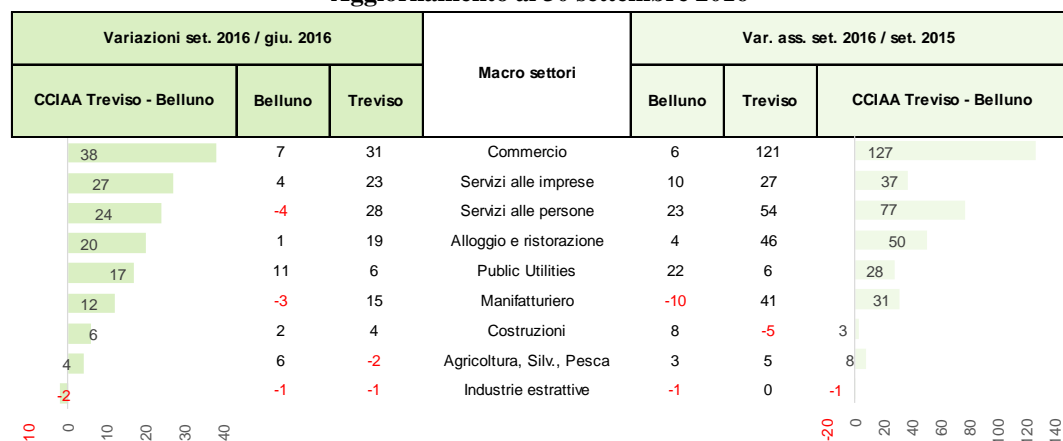 Aggiornamento al 30 settembre 2016
Variazioni set. 2016 / giu. 2016 Macro settori Var. ass. set. 2016 / set. 2015
CCIAA Treviso - Belluno Belluno Treviso Belluno Treviso CCIAA Treviso - Belluno
38 7 31 Commercio 6 121 127
27 4 23 Servizi alle imprese 10 27 37
24 -4 28 Servizi alle persone 23 54 77
20 1 19 Alloggio e ristorazione 4 46 50
17 11 6 Public Utilities 22 6 28
12 -3 15 Manifatturiero -10 41 31
6 2 4 Costruzioni 8 -5 3
4 6 -2 Agricoltura, Silv., Pesca 3 5 8
-2 -1 -1 Industrie estrattive -1 0 -1
-10 0 10 20 30 40 -20 0 20 40 60 80 100 120 140